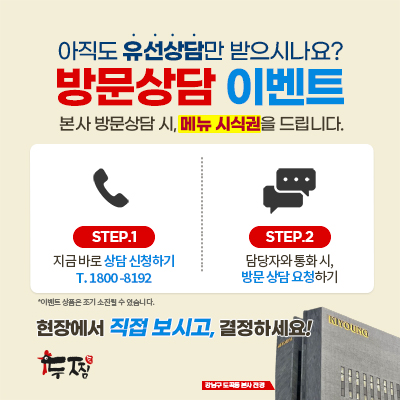 아직도 유선상담만 받으시나요?
방문상담 이벤트
본사 방문상담 시, 메뉴 시식권을 드립니다.
STEP.1
지금 바로 상담 신청하기
T. 1800-8192
STEP.2
담당자와 통화 시,
방문 상담 요청하기
*이벤트 상품은 조기 소진될 수 있습니다.
현장에서 직접 보시고, 결정하세요!
KIYOUNG
두찜
강남구 도곡동 본사 전경